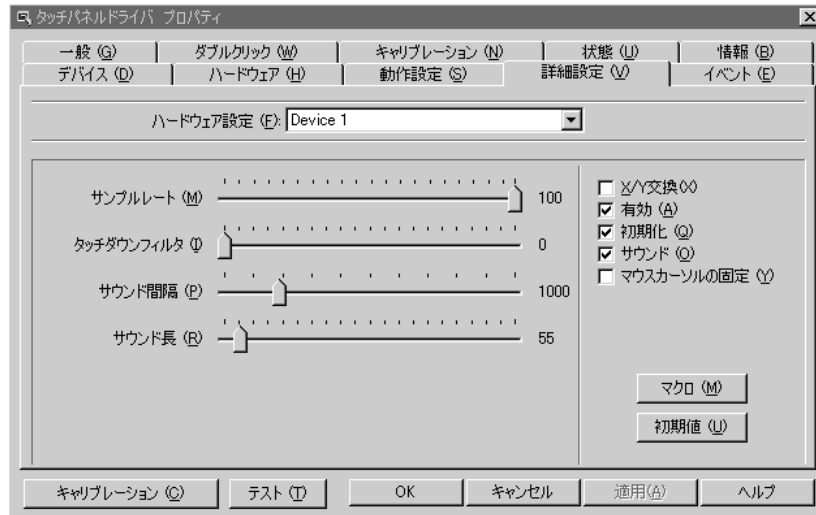 タッチパネルドライバ プロパティ
一般 (G) ダブルクリック (W) キャリブレーション (N) 状態 (U) 情報 (B)
デバイス (D) ハードウェア (H) 動作設定 (S) 詳細設定 (V) イベント (E)
ハードウェア設定 (F): Device 1
サンプルレート (M) 100
タッチダウンフィルタ (I) 0
サウンド間隔 (P) 1000
サウンド長 (R) 55
X/Y交換(X)
有効 (A)
初期化 (Q)
サウンド (O)
マウスカーソルの固定 (Y)
マクロ (M)
初期値 (U)
キャリブレーション (C) テスト (T) OK キャンセル 適用(A) ヘルプ